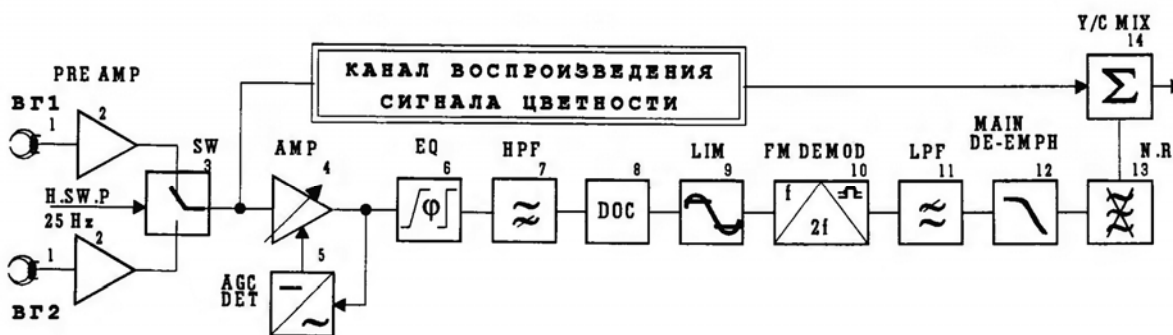 Y/C MIX
14
PRE AMP
КАНАЛ ВОСПРОИЗВЕДЕНИЯ
СИГНАЛА ЦВЕТНОСТИ
Σ
ВГ1
1
2
SW
3
AMP
4
EQ
6
HPF
7
8
LIM
9
FM DEMOD
10
LPF
11
MAIN
DE-EMPH
12
N.R
13
H.SW.P
25 Hz
φ
DOC
f
2f
1
2
5
AGC
DET
ВГ2